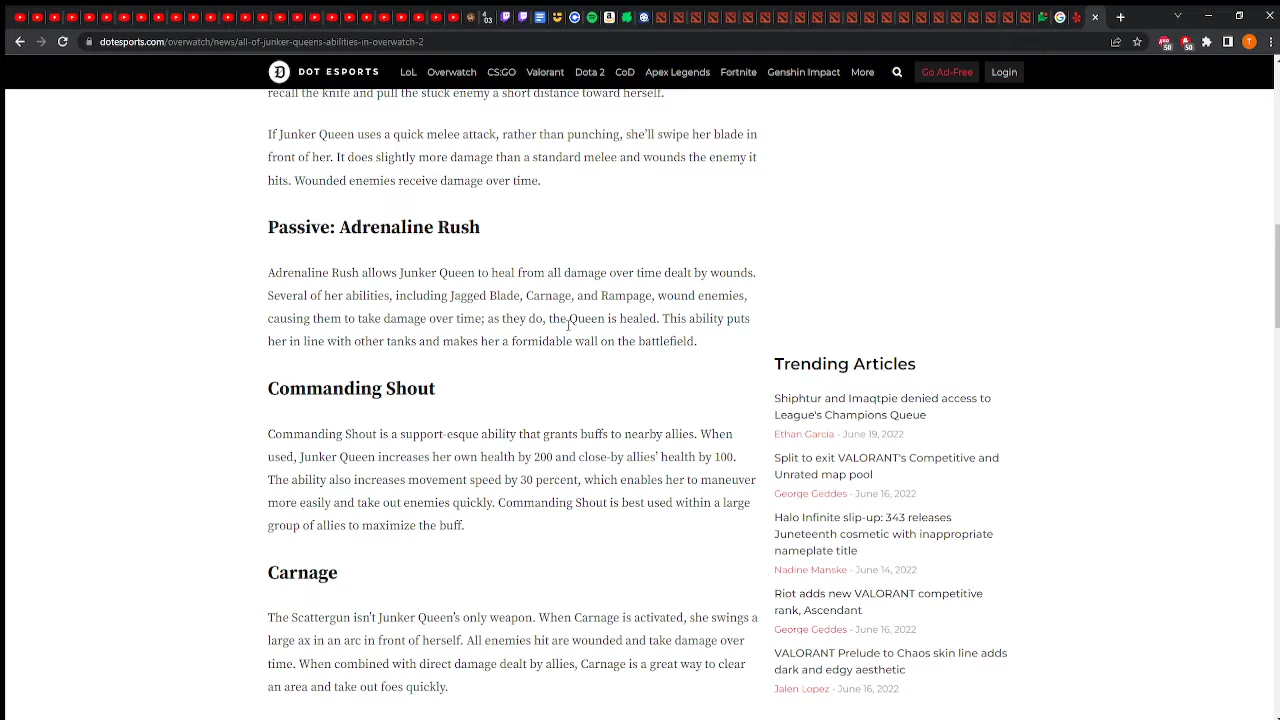 03
dotesports.com/overwatch/news/all-of-junker-queens-abilities-in-overwatch-2
50
50
T
DOT ESPORTS
LoL
Overwatch
CS:GO
Valorant
Dota 2
CoD
Apex Legends
Fortnite
Genshin Impact
More
Go Ad-Free
Login
recall the knife and pull the stuck enemy a short distance toward herself.
If Junker Queen uses a quick melee attack, rather than punching, she'll swipe her blade in
front of her. It does slightly more damage than a standard melee and wounds the enemy it
hits. Wounded enemies receive damage over time.
Passive: Adrenaline Rush
Adrenaline Rush allows Junker Queen to heal from all damage over time dealt by wounds.
Several of her abilities, including Jagged Blade, Carnage, and Rampage, wound enemies,
causing them to take damage over time; as they do, the Queen is healed. This ability puts
her in line with other tanks and makes her a formidable wall on the battlefield.
Commanding Shout
Commanding Shout is a support-esque ability that grants buffs to nearby allies. When
used, Junker Queen increases her own health by 200 and close-by allies' health by 100.
The ability also increases movement speed by 30 percent, which enables her to maneuver
more easily and take out enemies quickly. Commanding Shout is best used within a large
group of allies to maximize the buff.
Carnage
The Scattergun isn't Junker Queen's only weapon. When Carnage is activated, she swings a
large ax in an arc in front of herself. All enemies hit are wounded and take damage over
time. When combined with direct damage dealt by allies, Carnage is a great way to clear
an area and take out foes quickly.
Trending Articles
Shiphtur and Imaqtpie denied access to
League's Champions Queue
Ethan Garcia - June 19, 2022
Split to exit VALORANT's Competitive and
Unrated map pool
George Geddes - June 16, 2022
Halo Infinite slip-up: 343 releases
Juneteenth cosmetic with inappropriate
nameplate title
Nadine Manske - June 14, 2022
Riot adds new VALORANT competitive
rank, Ascendant
George Geddes - June 16, 2022
VALORANT Prelude to Chaos skin line adds
dark and edgy aesthetic
Jalen Lopez - June 16, 2022